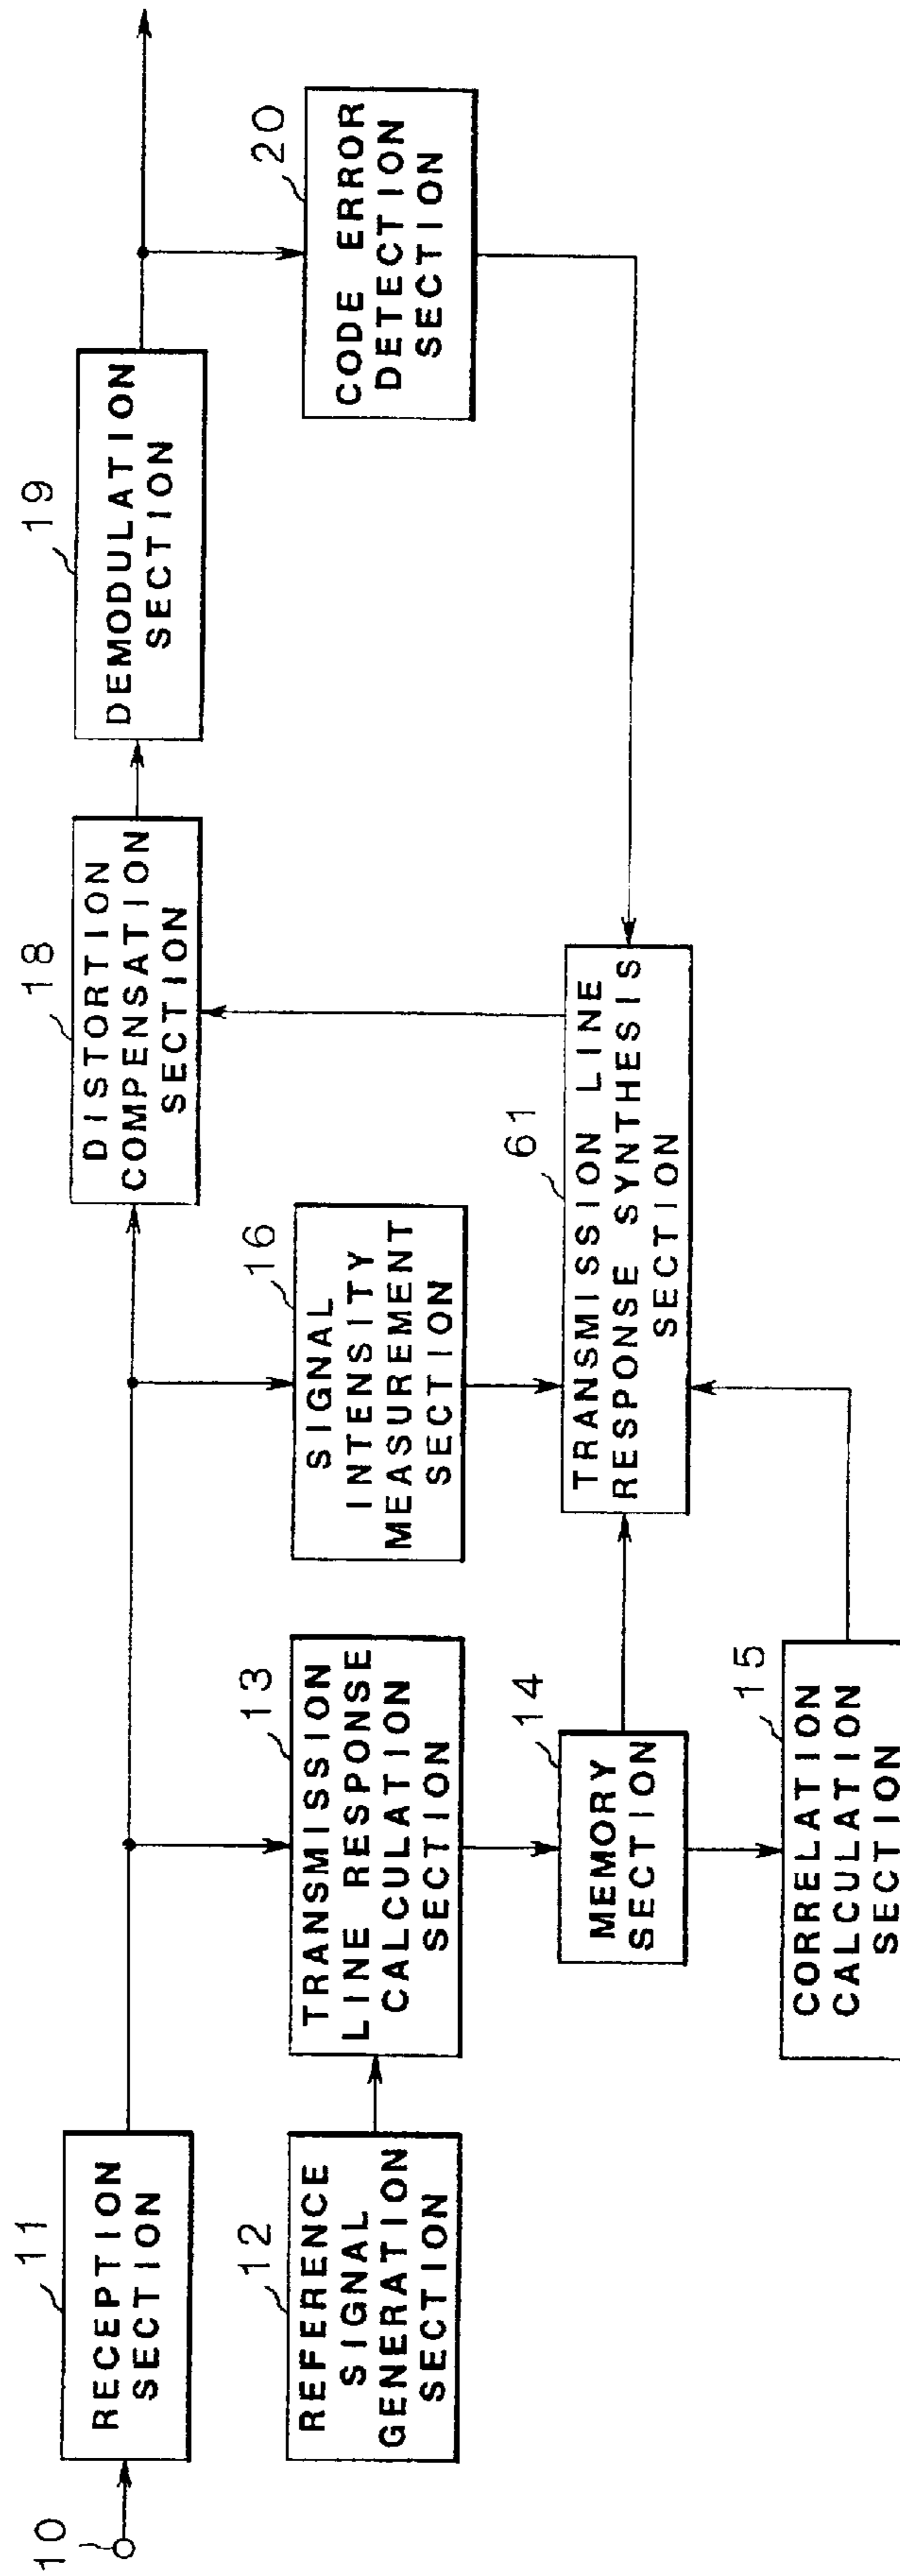 10
11
RECEPTION
SECTION
12
REFERENCE
SIGNAL
GENERATION
SECTION
13
TRANSMISSION
LINE RESPONSE
CALCULATION
SECTION
14
MEMORY
SECTION
15
CORRELATION
CALCULATION
SECTION
16
SIGNAL
INTENSITY
MEASUREMENT
SECTION
61
TRANSMISSION LINE
RESPONSE SYNTHESIS
SECTION
18
DISTORTION
COMPENSATION
SECTION
19
DEMODULATION
SECTION
20
CODE ERROR
DETECTION
SECTION